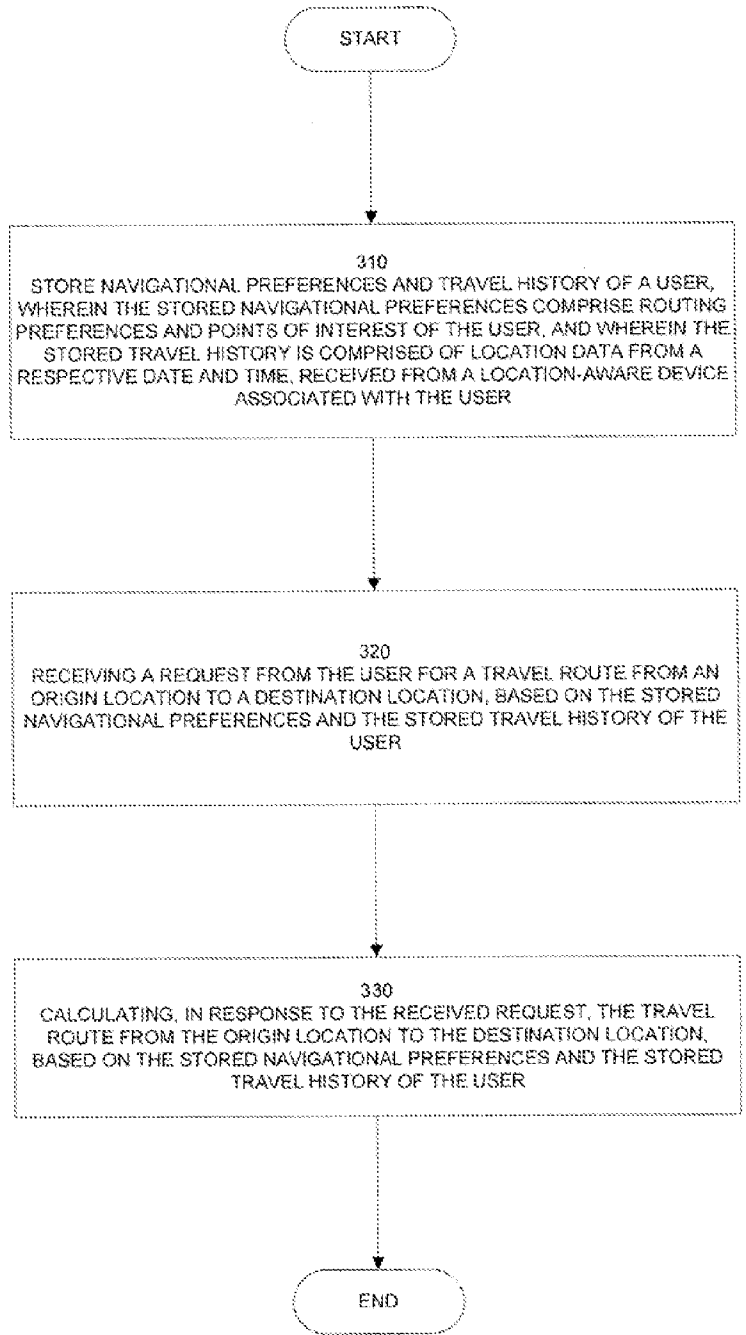 START
310
STORE NAVIGATIONAL PREFERENCES AND TRAVEL HISTORY OF A USER,
WHEREIN THE STORED NAVIGATIONAL PREFERENCES COMPRISE ROUTING
PREFERENCES AND POINTS OF INTEREST OF THE USER, AND WHEREIN THE
STORED TRAVEL HISTORY IS COMPRISED OF LOCATION DATA FROM A
RESPECTIVE DATE AND TIME, RECEIVED FROM A LOCATION-AWARE DEVICE
ASSOCIATED WITH THE USER
320
RECEIVING A REQUEST FROM THE USER FOR A TRAVEL ROUTE FROM AN
ORIGIN LOCATION TO A DESTINATION LOCATION, BASED ON THE STORED
NAVIGATIONAL PREFERENCES AND THE STORED TRAVEL HISTORY OF THE
USER
330
CALCULATING, IN RESPONSE TO THE RECEIVED REQUEST, THE TRAVEL
ROUTE FROM THE ORIGIN LOCATION TO THE DESTINATION LOCATION,
BASED ON THE STORED NAVIGATIONAL PREFERENCES AND THE STORED
TRAVEL HISTORY OF THE USER
END